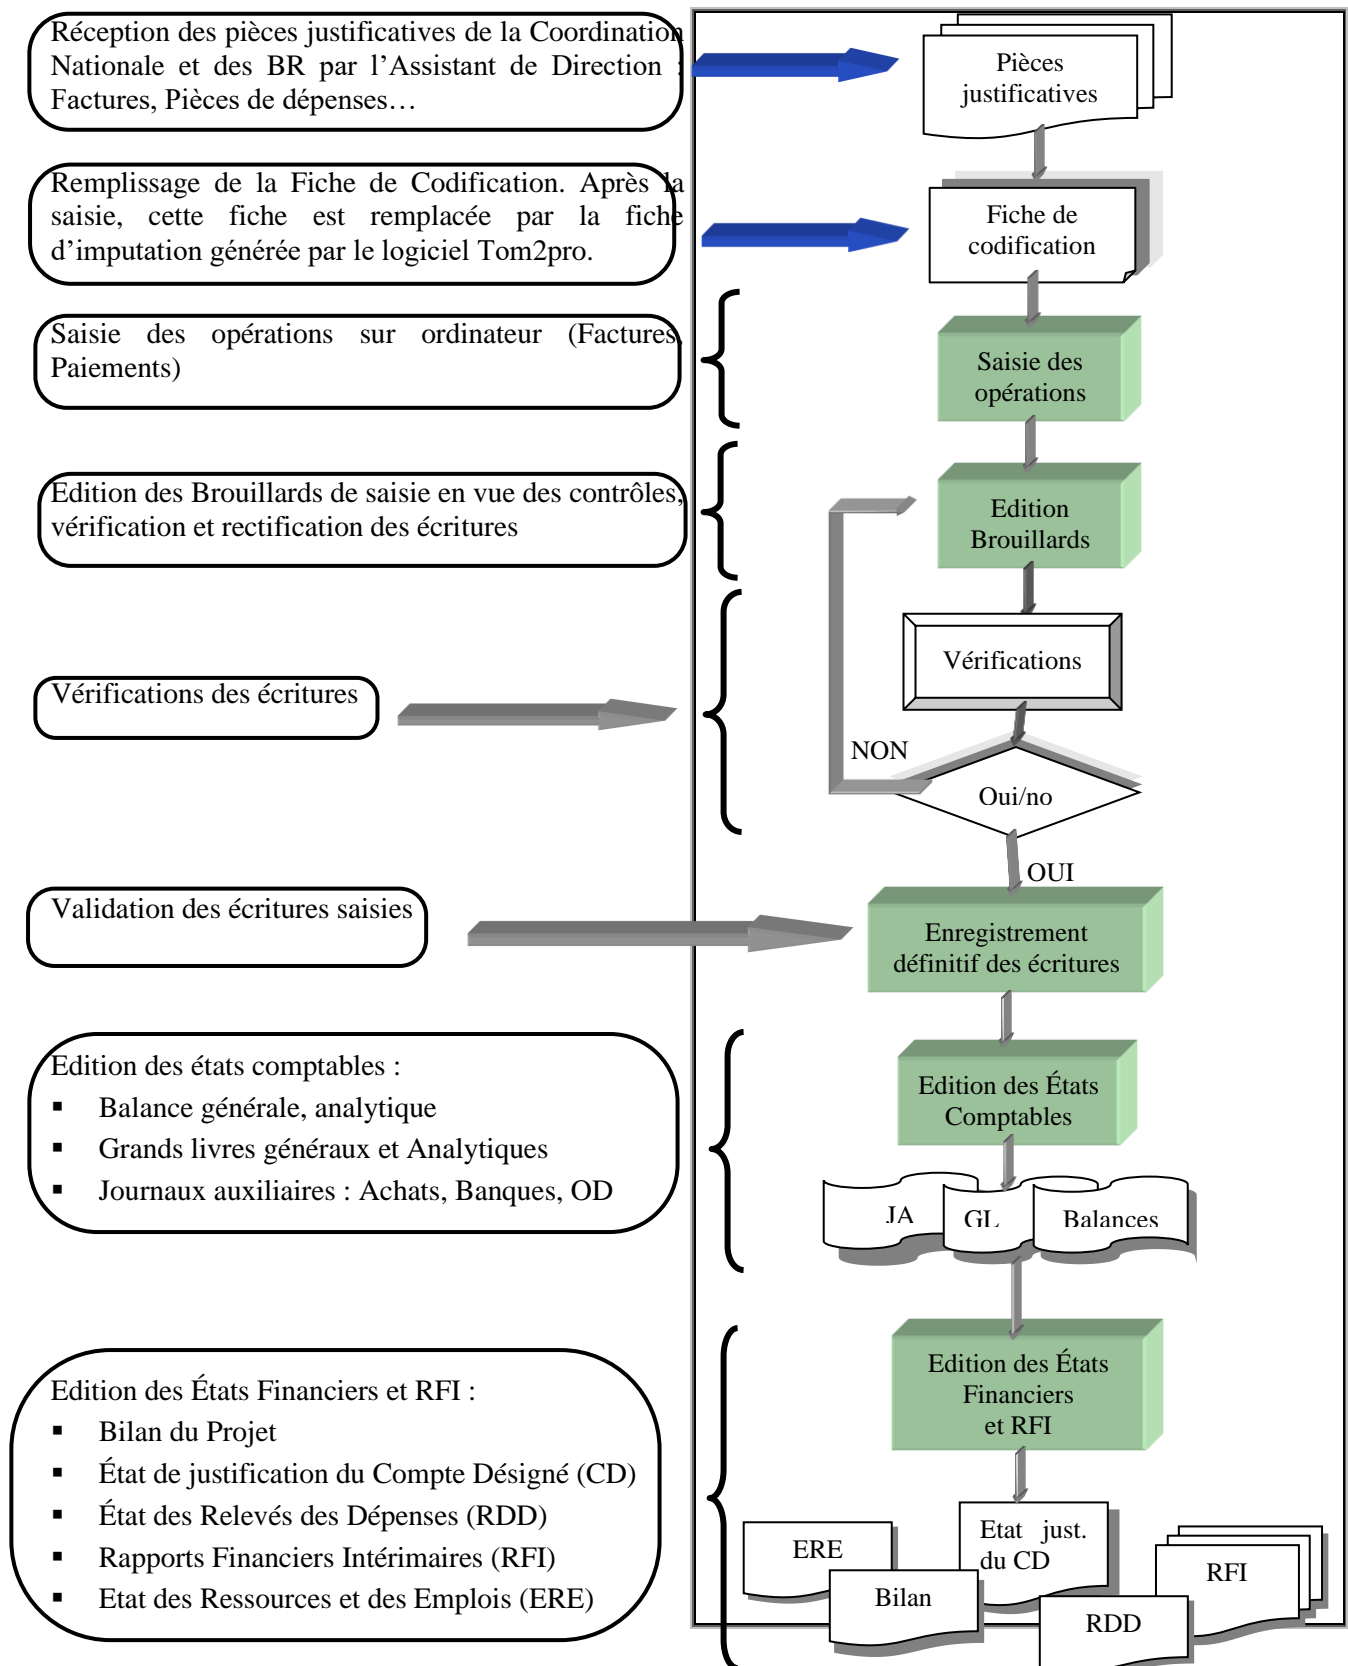 Réception des pièces justificatives de la Coordination
Nationale et des BR par l'Assistant de Direction :
Factures, Pièces de dépenses…
Pièces
justificatives
Remplissage de la Fiche de Codification. Après la
saisie, cette fiche est remplacée par la fiche
d'imputation générée par le logiciel Tom2pro.
Fiche de
codification
Saisie des opérations sur ordinateur (Factures,
Paiements)
Saisie des
opérations
Edition des Brouillards de saisie en vue des contrôles,
vérification et rectification des écritures
Edition
Brouillards
Vérifications des écritures
Vérifications
NON
Oui/no
OUI
Validation des écritures saisies
Enregistrement
définitif des écritures
Edition des états comptables :
▪ Balance générale, analytique
▪ Grands livres généraux et Analytiques
▪ Journaux auxiliaires : Achats, Banques, OD
Edition des États
Comptables
JA
GL
Balances
Edition des États Financiers et RFI :
▪ Bilan du Projet
▪ État de justification du Compte Désigné (CD)
▪ État des Relevés des Dépenses (RDD)
▪ Rapports Financiers Intérimaires (RFI)
▪ Etat des Ressources et des Emplois (ERE)
Edition des États
Financiers
et RFI
ERE
Bilan
Etat just.
du CD
RDD
RFI